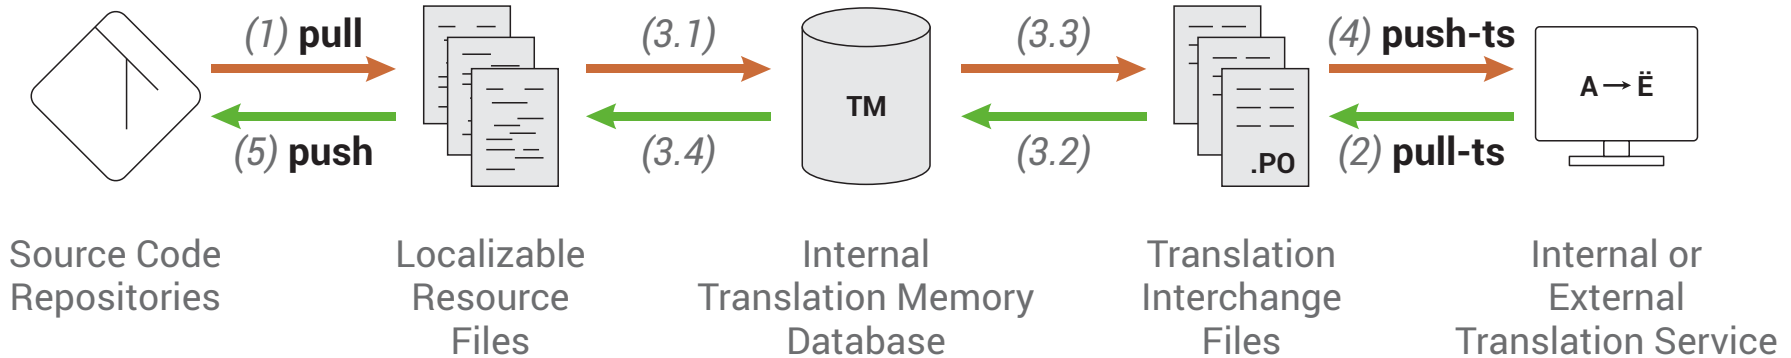 (1) pull
(3.1)
(3.3)
(4) push-ts
TM
A → Ë
(5) push
(3.4)
(3.2)
.PO
(2) pull-ts
Source Code
Repositories
Localizable
Resource
Files
Internal
Translation Memory
Database
Translation
Interchange
Files
Internal or
External
Translation Service